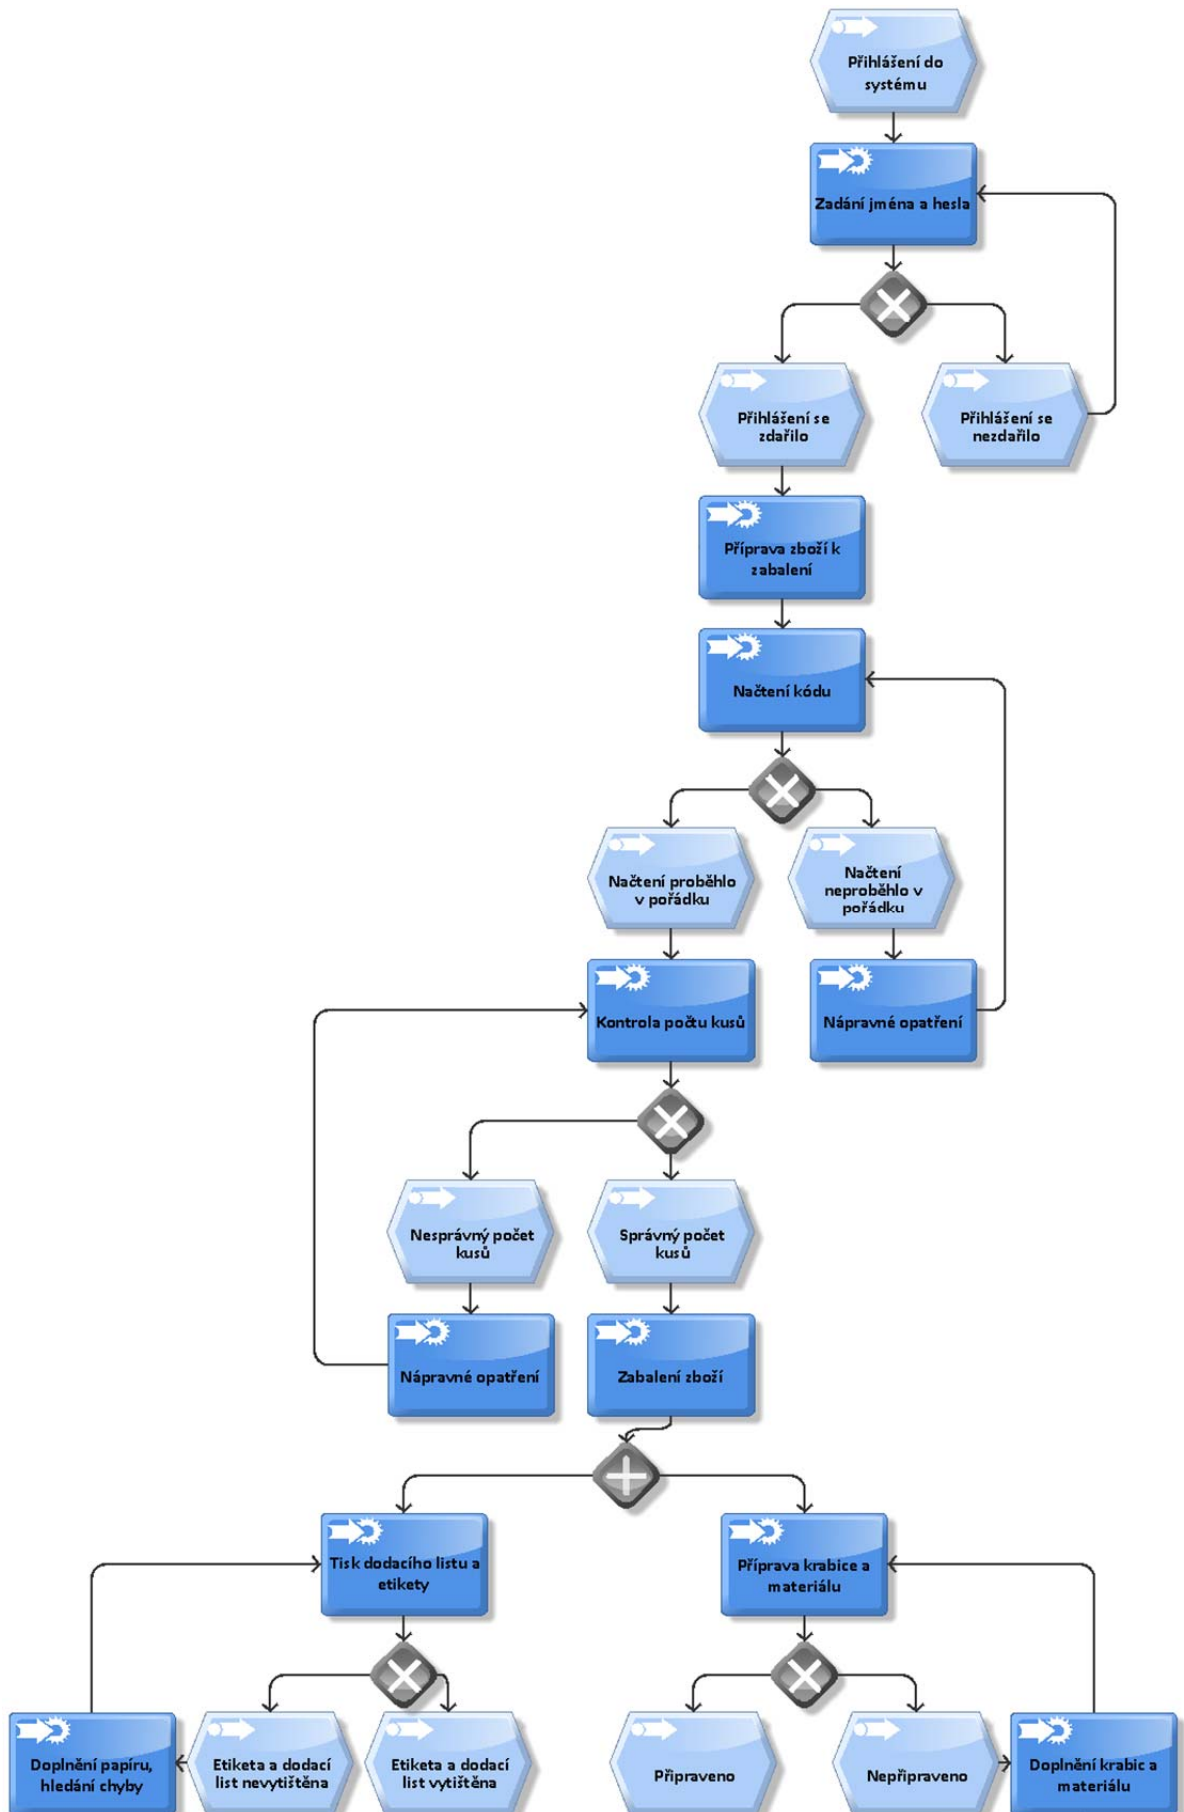 Přihlášení do
systému
Zadání jména a hesla
Přihlášení se
zdařilo
Přihlášení se
nezdařilo
Příprava zboží k
zabalení
Načtení kódu
Načtení proběhlo
v pořádku
Načtení
neproběhlo v
pořádku
Kontrola počtu kusů
Nápravné opatření
Nesprávný počet
kusů
Správný počet
kusů
Nápravné opatření
Zabalení zboží
Tisk dodacího listu a
etikety
Příprava krabice a
materiálu
Doplnění papíru,
hledání chyby
Etiketa a dodací
list nevytištěna
Etiketa a dodací
list vytištěna
Připraveno
Nepřipraveno
Doplnění krabic a
materiálu